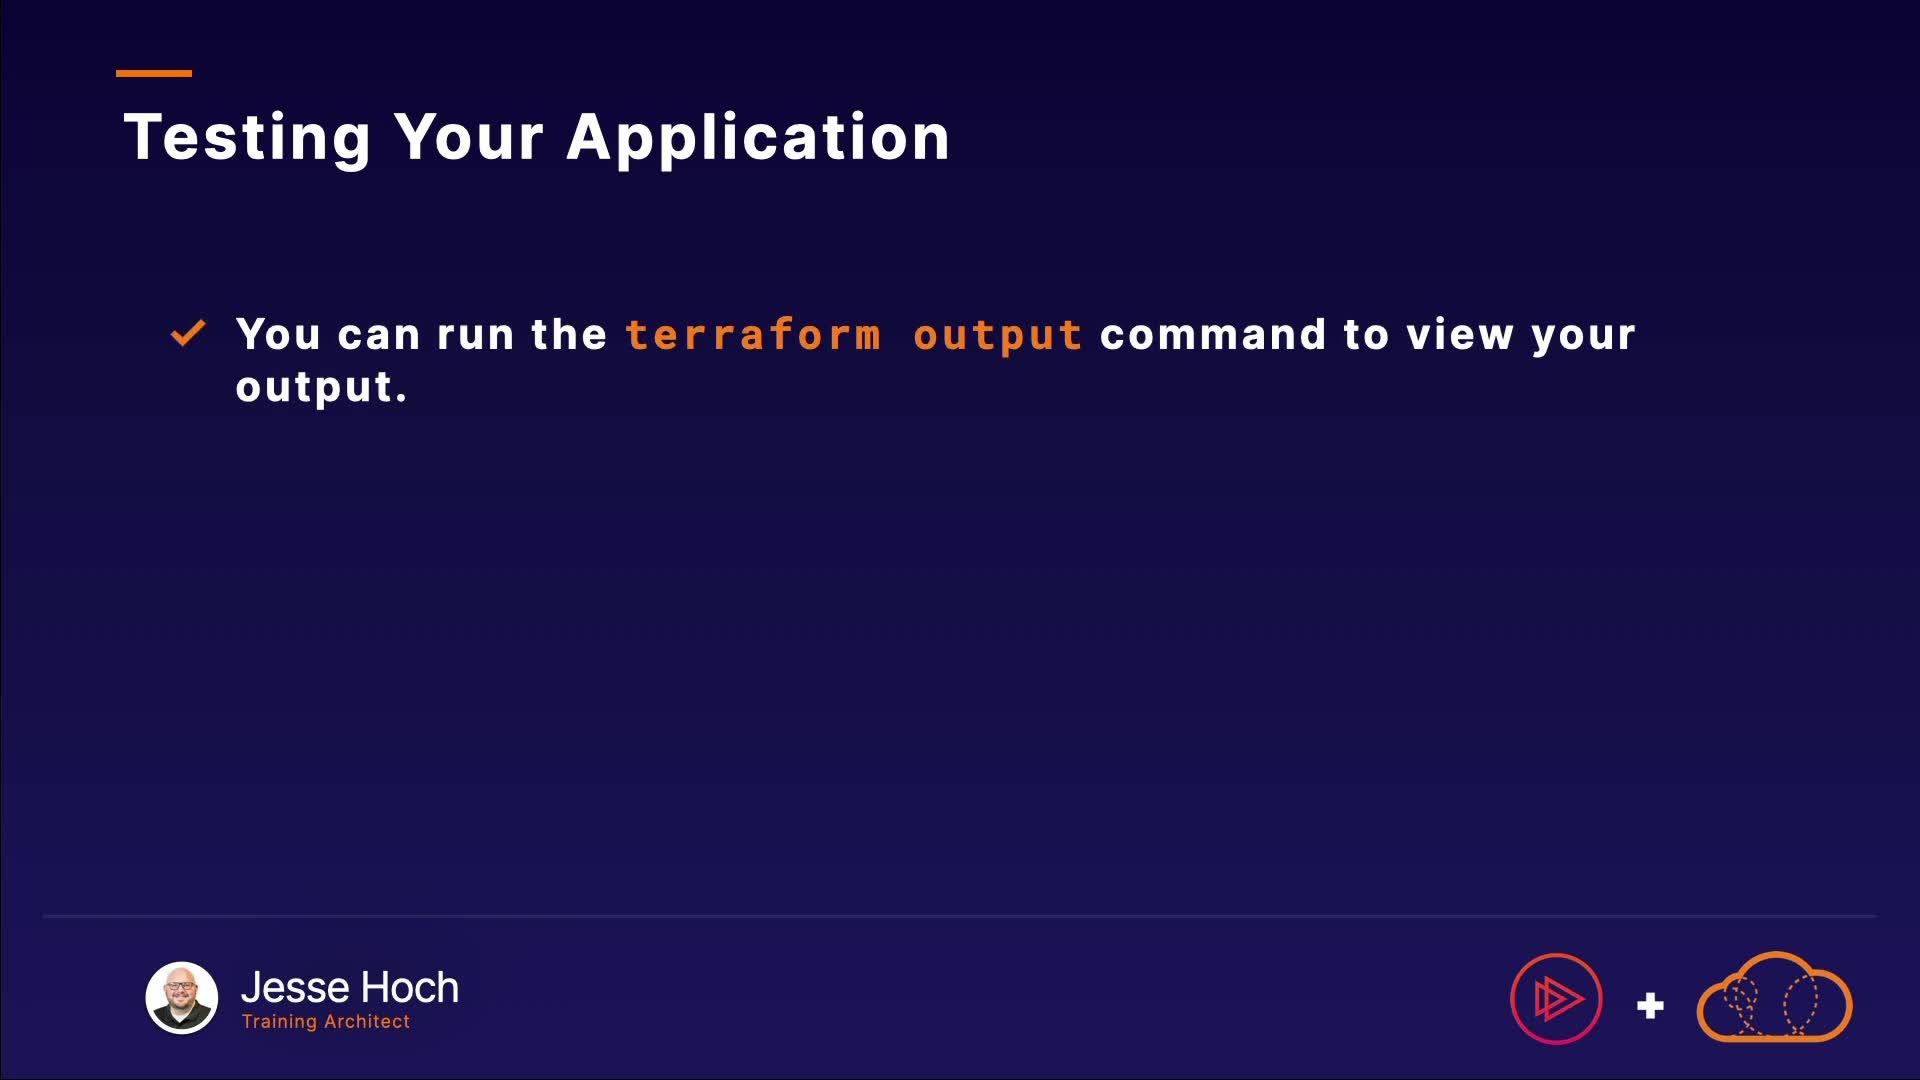 Testing Your Application
You can run the terraform output command to view your
output.
Jesse Hoch
Training Architect